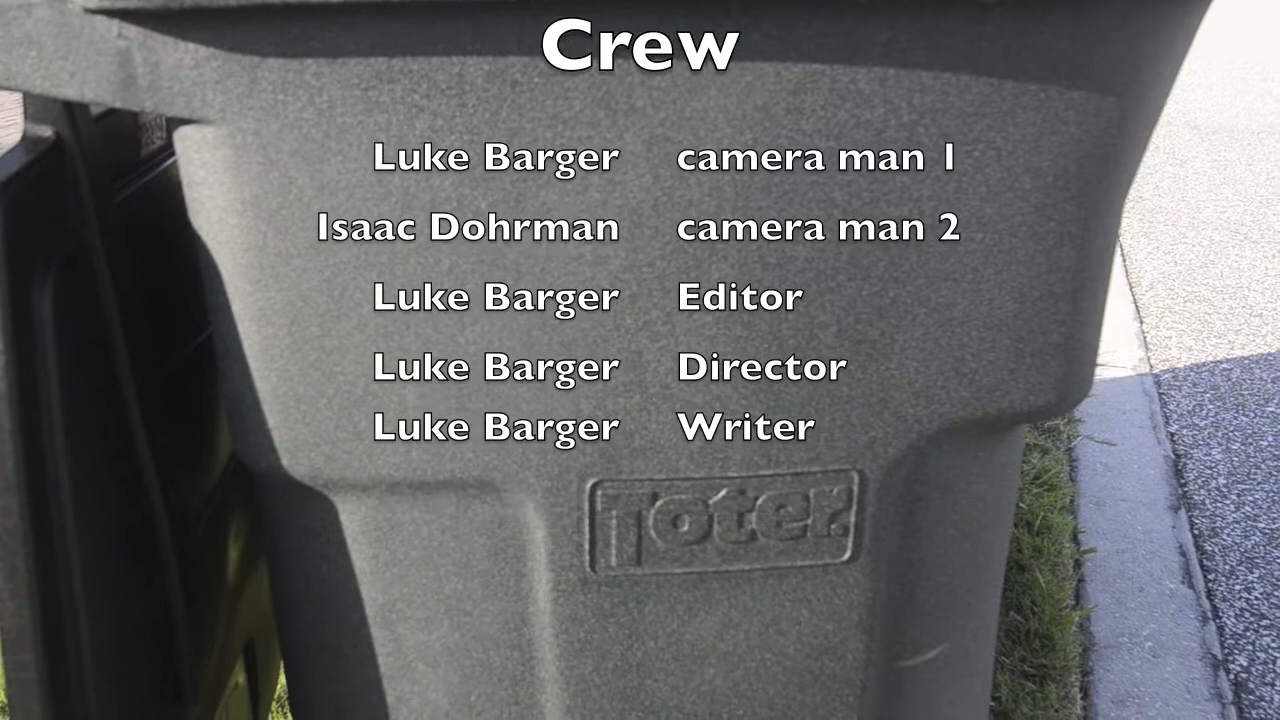 Crew
Luke Barger camera man 1
Isaac Dohrman camera man 2
Luke Barger Editor
Luke Barger Director
Luke Barger Writer
Toter